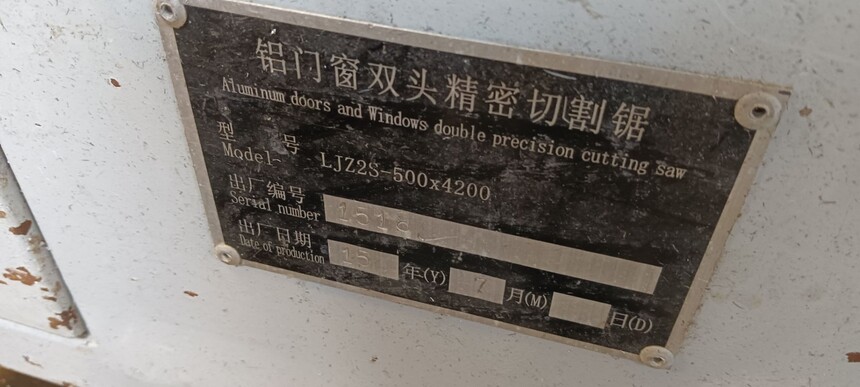 铝门窗双头精密切割锯
Aluminum doors and Windows double precision cutting saw
型 号
Model LJZ2S-500x4200
出厂编号
Serial number
出厂日期 15 年(Y) 7 月(M) 日(D)
Date of production